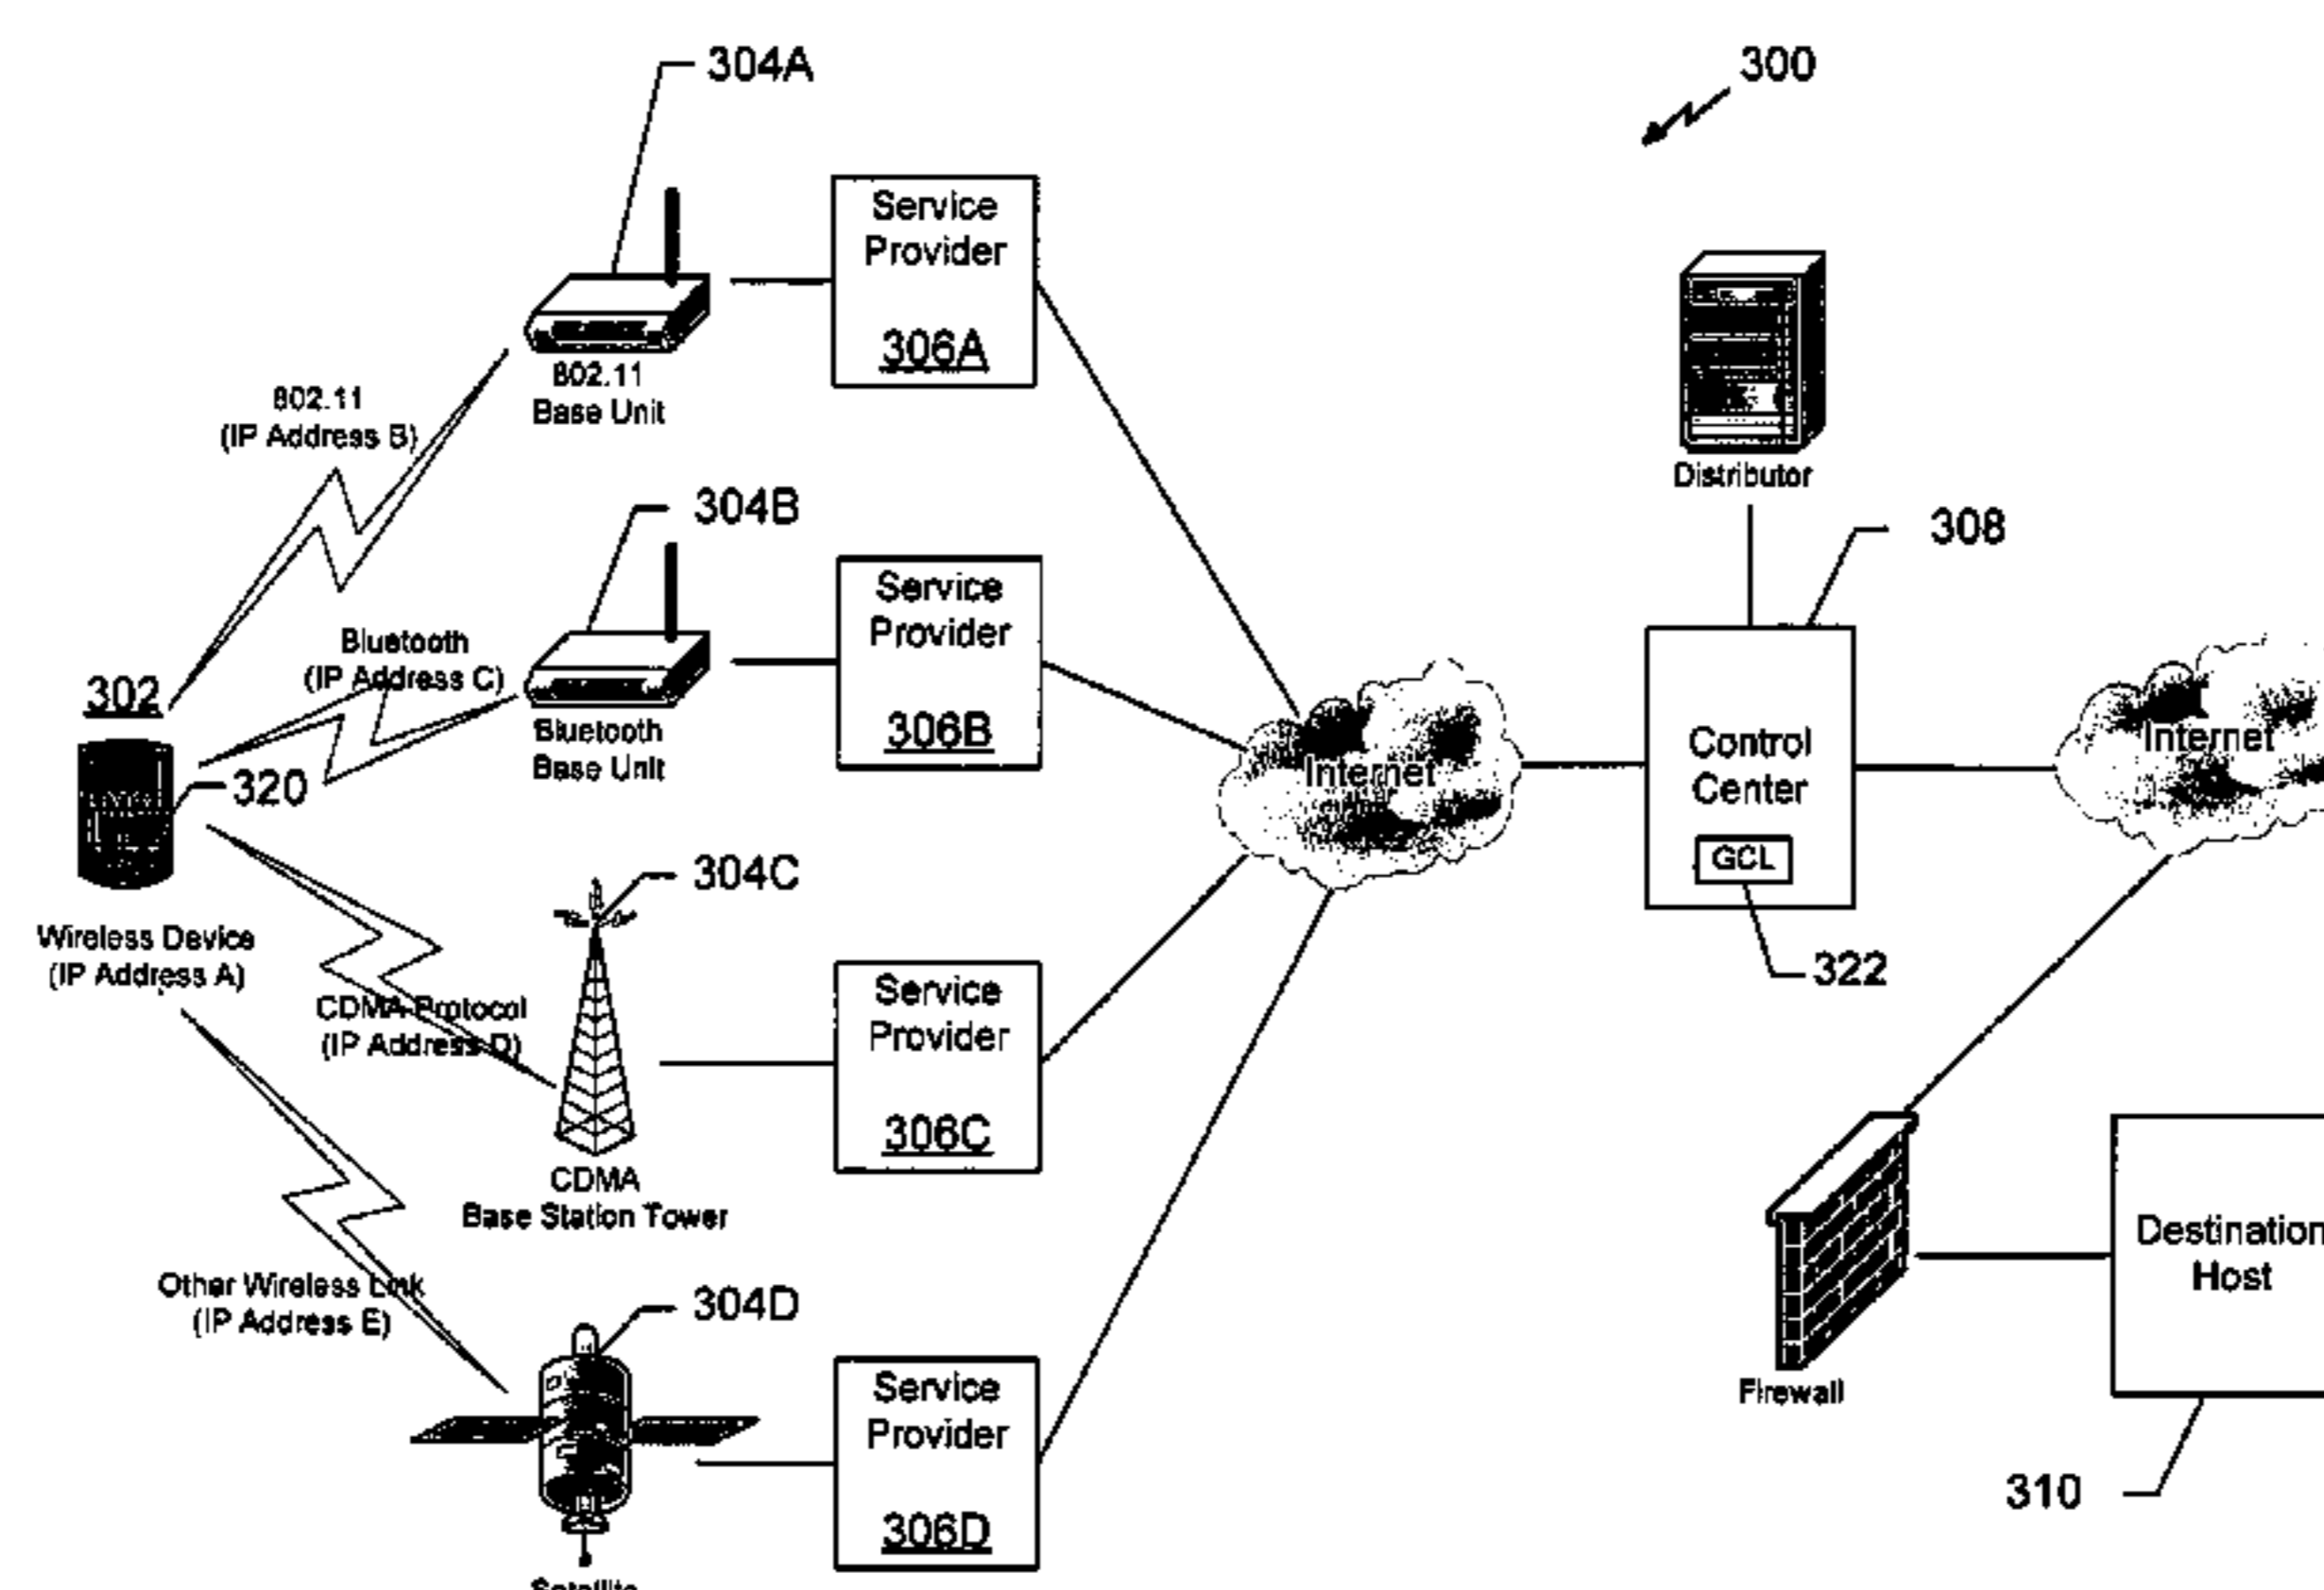 304A
300
Service
Provider
306A
802.11
Base Unit
802.11
(IP Address B)
Distributor
304B
308
Service
Provider
306B
Bluetooth
(IP Address C)
Bluetooth
Base Unit
302
320
Internet
Control
Center
GCL
322
Internet
304C
Wireless Device
(IP Address A)
CDMA Protocol
(IP Address D)
Service
Provider
306C
CDMA
Base Station Tower
Other Wireless Link
(IP Address E)
304D
Service
Provider
306D
Satellite
Firewall
Destination
Host
310